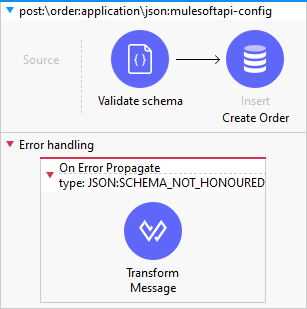 post:\order:application\json:mulesoftapi-config
Source
Validate schema
Insert
Create Order
Error handling
On Error Propagate
type: JSON:SCHEMA_NOT_HONOURED
Transform
Message